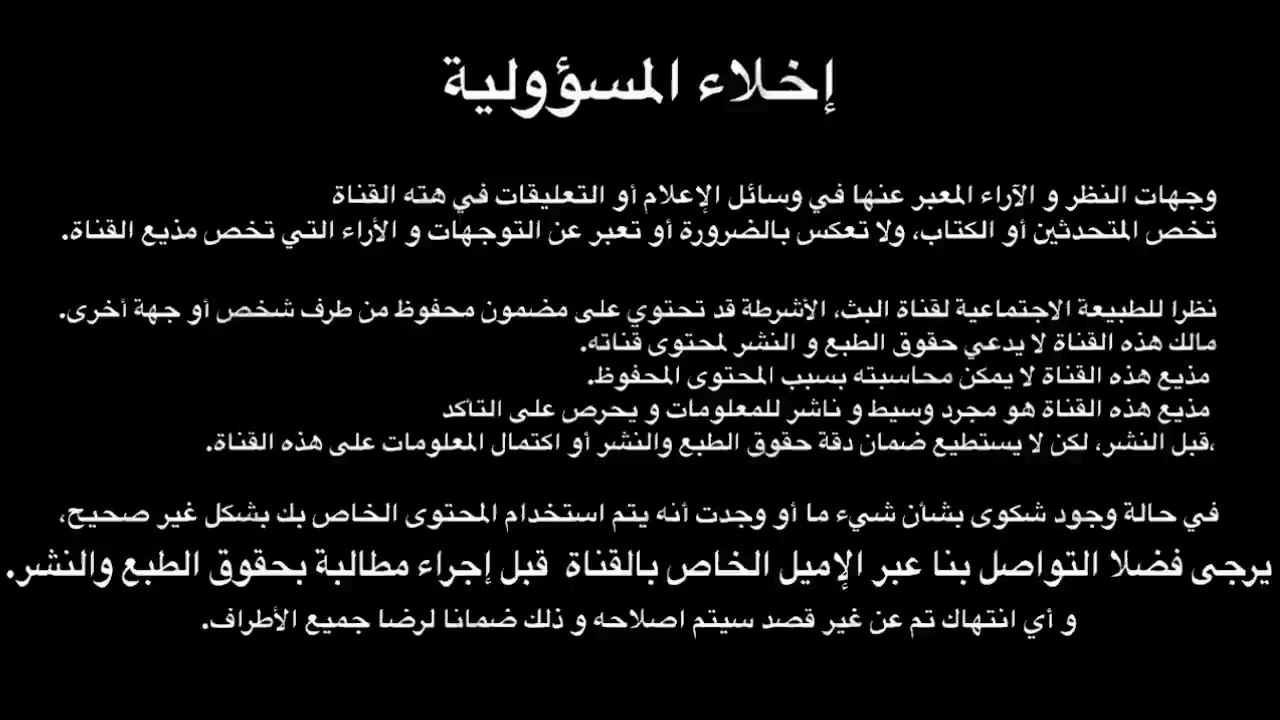 إخلاء المسؤولية
وجهات النظر و الآراء المعبر عنها في وسائل الإعلام أو التعليقات في هته القناة
تخص المتحدثين أو الكتاب، ولا تعكس بالضرورة أو تعبر عن التوجهات و الأراء التي تخص مذيع القناة.
نظرا للطبيعة الاجتماعية لقناة البث، الأشرطة قد تحتوي على مضمون محفوظ من طرف شخص أو جهة أخرى.
مالك هذه القناة لا يدعي حقوق الطبع و النشر لمحتوى قناته.
مذيع هذه القناة لا يمكن محاسبته بسبب المحتوى المحفوظ.
مذيع هذه القناة هو مجرد وسيط و ناشر للمعلومات و يحرص على التأكد
،قبل النشر، لكن لا يستطيع ضمان دقة حقوق الطبع والنشر أو اكتمال المعلومات على هذه القناة.
في حالة وجود شكوى بشأن شيء ما أو وجدت أنه يتم استخدام المحتوى الخاص بك بشكل غير صحيح،
يرجى فضلا التواصل بنا عبر الإميل الخاص بالقناة قبل إجراء مطالبة بحقوق الطبع والنشر.
و أي انتهاك تم عن غير قصد سيتم اصلاحه و ذلك ضمانا لرضا جميع الأطراف.